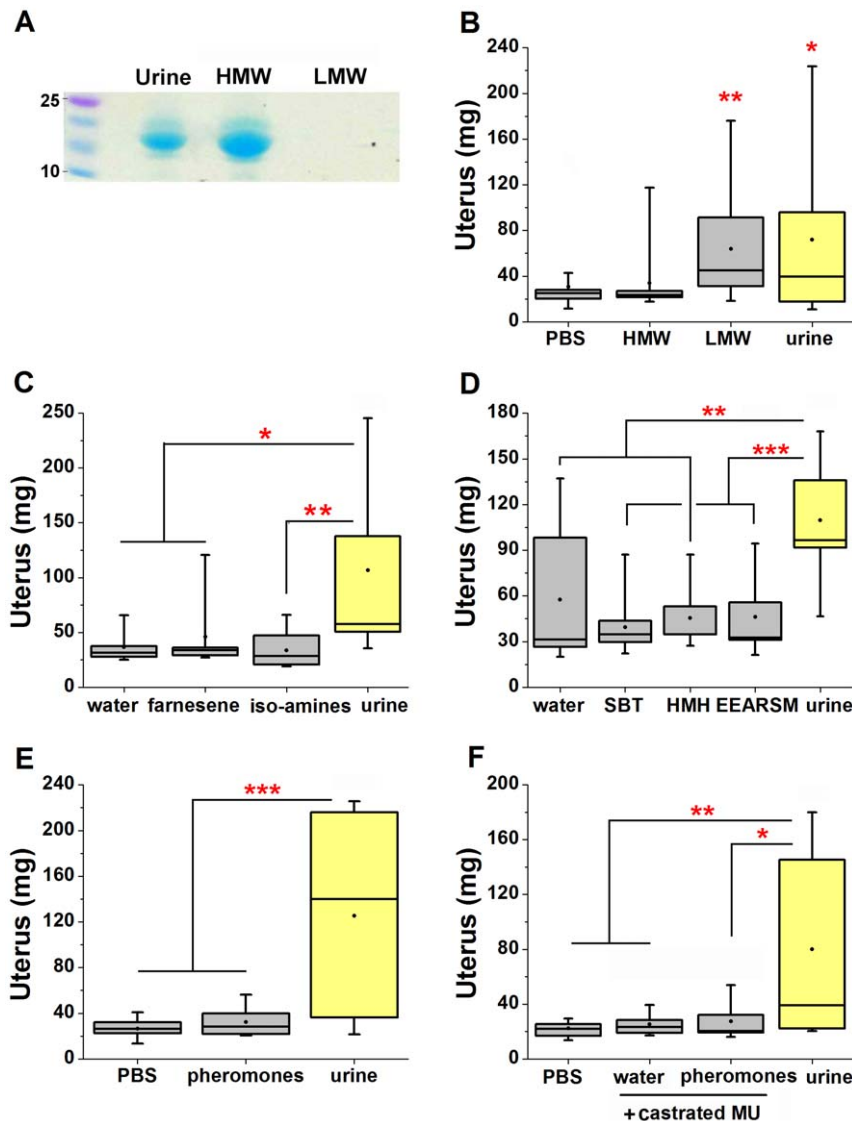 A
Urine HMW LMW
25
10
B
Uterus (mg)
240
200
160
120
80
40
0
*
**
PBS HMW LMW urine
C
Uterus (mg)
250
200
150
100
50
0
*
**
water farnesene iso-amines urine
D
Uterus (mg)
180
150
120
90
60
30
0
**
***
water SBT HMH EEARSM urine
E
Uterus (mg)
240
200
160
120
80
40
0
***
PBS pheromones urine
F
Uterus (mg)
200
160
120
80
40
0
**
*
PBS water pheromones urine
+ castrated MU